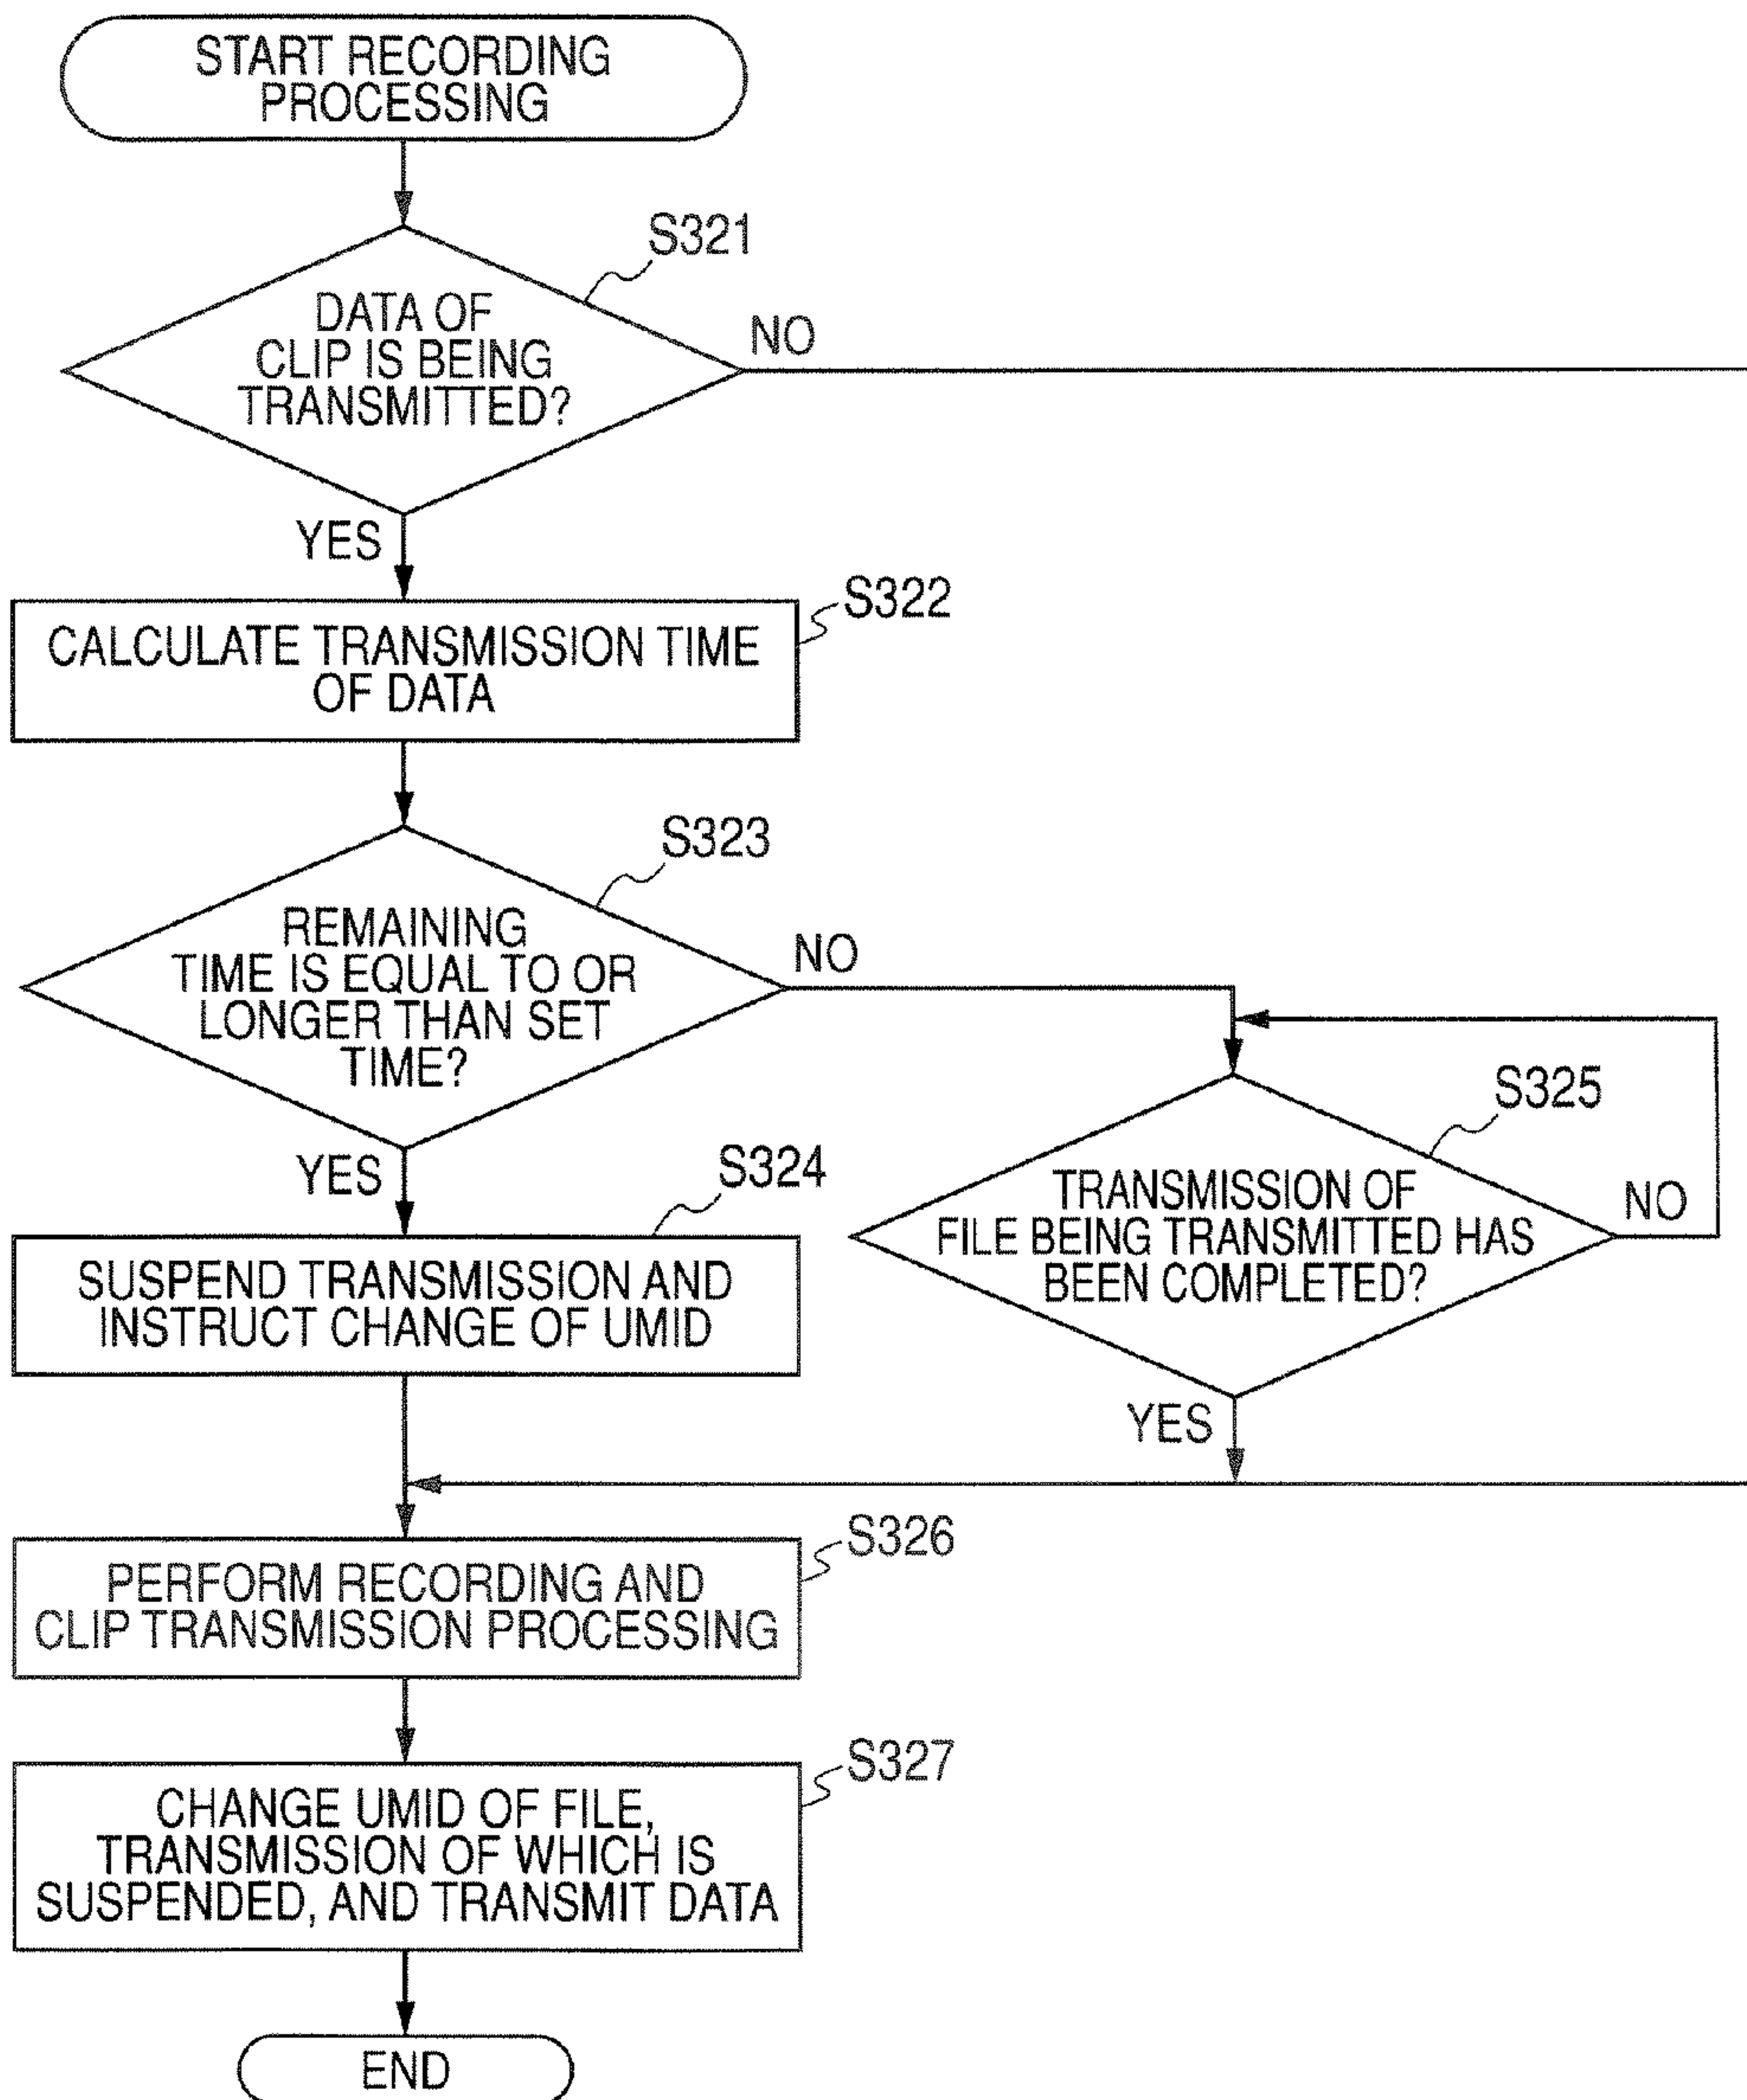 START RECORDING
PROCESSING
S321
DATA OF
CLIP IS BEING
TRANSMITTED?
NO
YES
S322
CALCULATE TRANSMISSION TIME
OF DATA
S323
REMAINING
TIME IS EQUAL TO OR
LONGER THAN SET
TIME?
NO
YES
S324
SUSPEND TRANSMISSION AND
INSTRUCT CHANGE OF UMID
S325
TRANSMISSION OF
FILE BEING TRANSMITTED HAS
BEEN COMPLETED?
NO
YES
S326
PERFORM RECORDING AND
CLIP TRANSMISSION PROCESSING
S327
CHANGE UMID OF FILE,
TRANSMISSION OF WHICH IS
SUSPENDED, AND TRANSMIT DATA
END